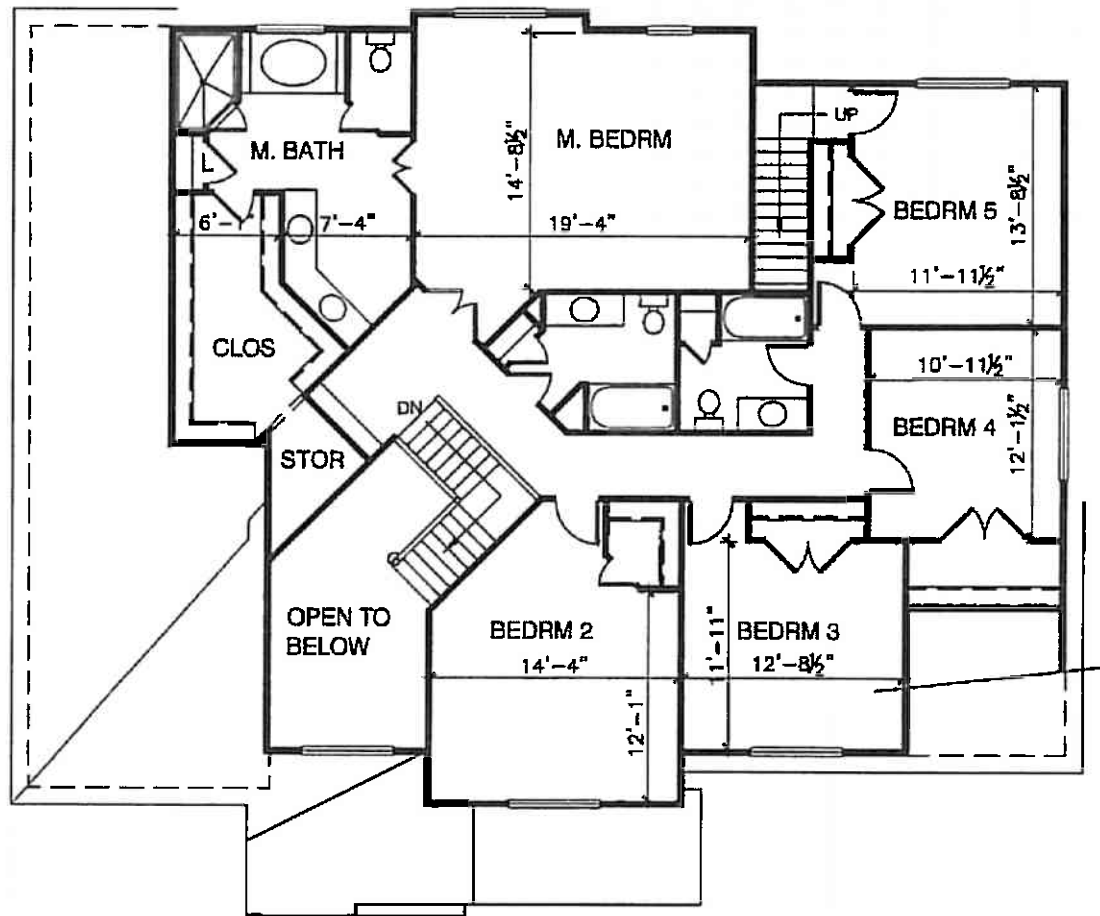 UP
M. BATH
M. BEDRM
L
14'-8½"
BEDRM 5
13'-8½"
6'-1"
7'-4"
19'-4"
11'-11½"
CLOS
10'-11½"
DN
BEDRM 4
12'-1½"
STOR
OPEN TO
BELOW
BEDRM 2
11'-11"
BEDRM 3
14'-4"
12'-8½"
12'-1"